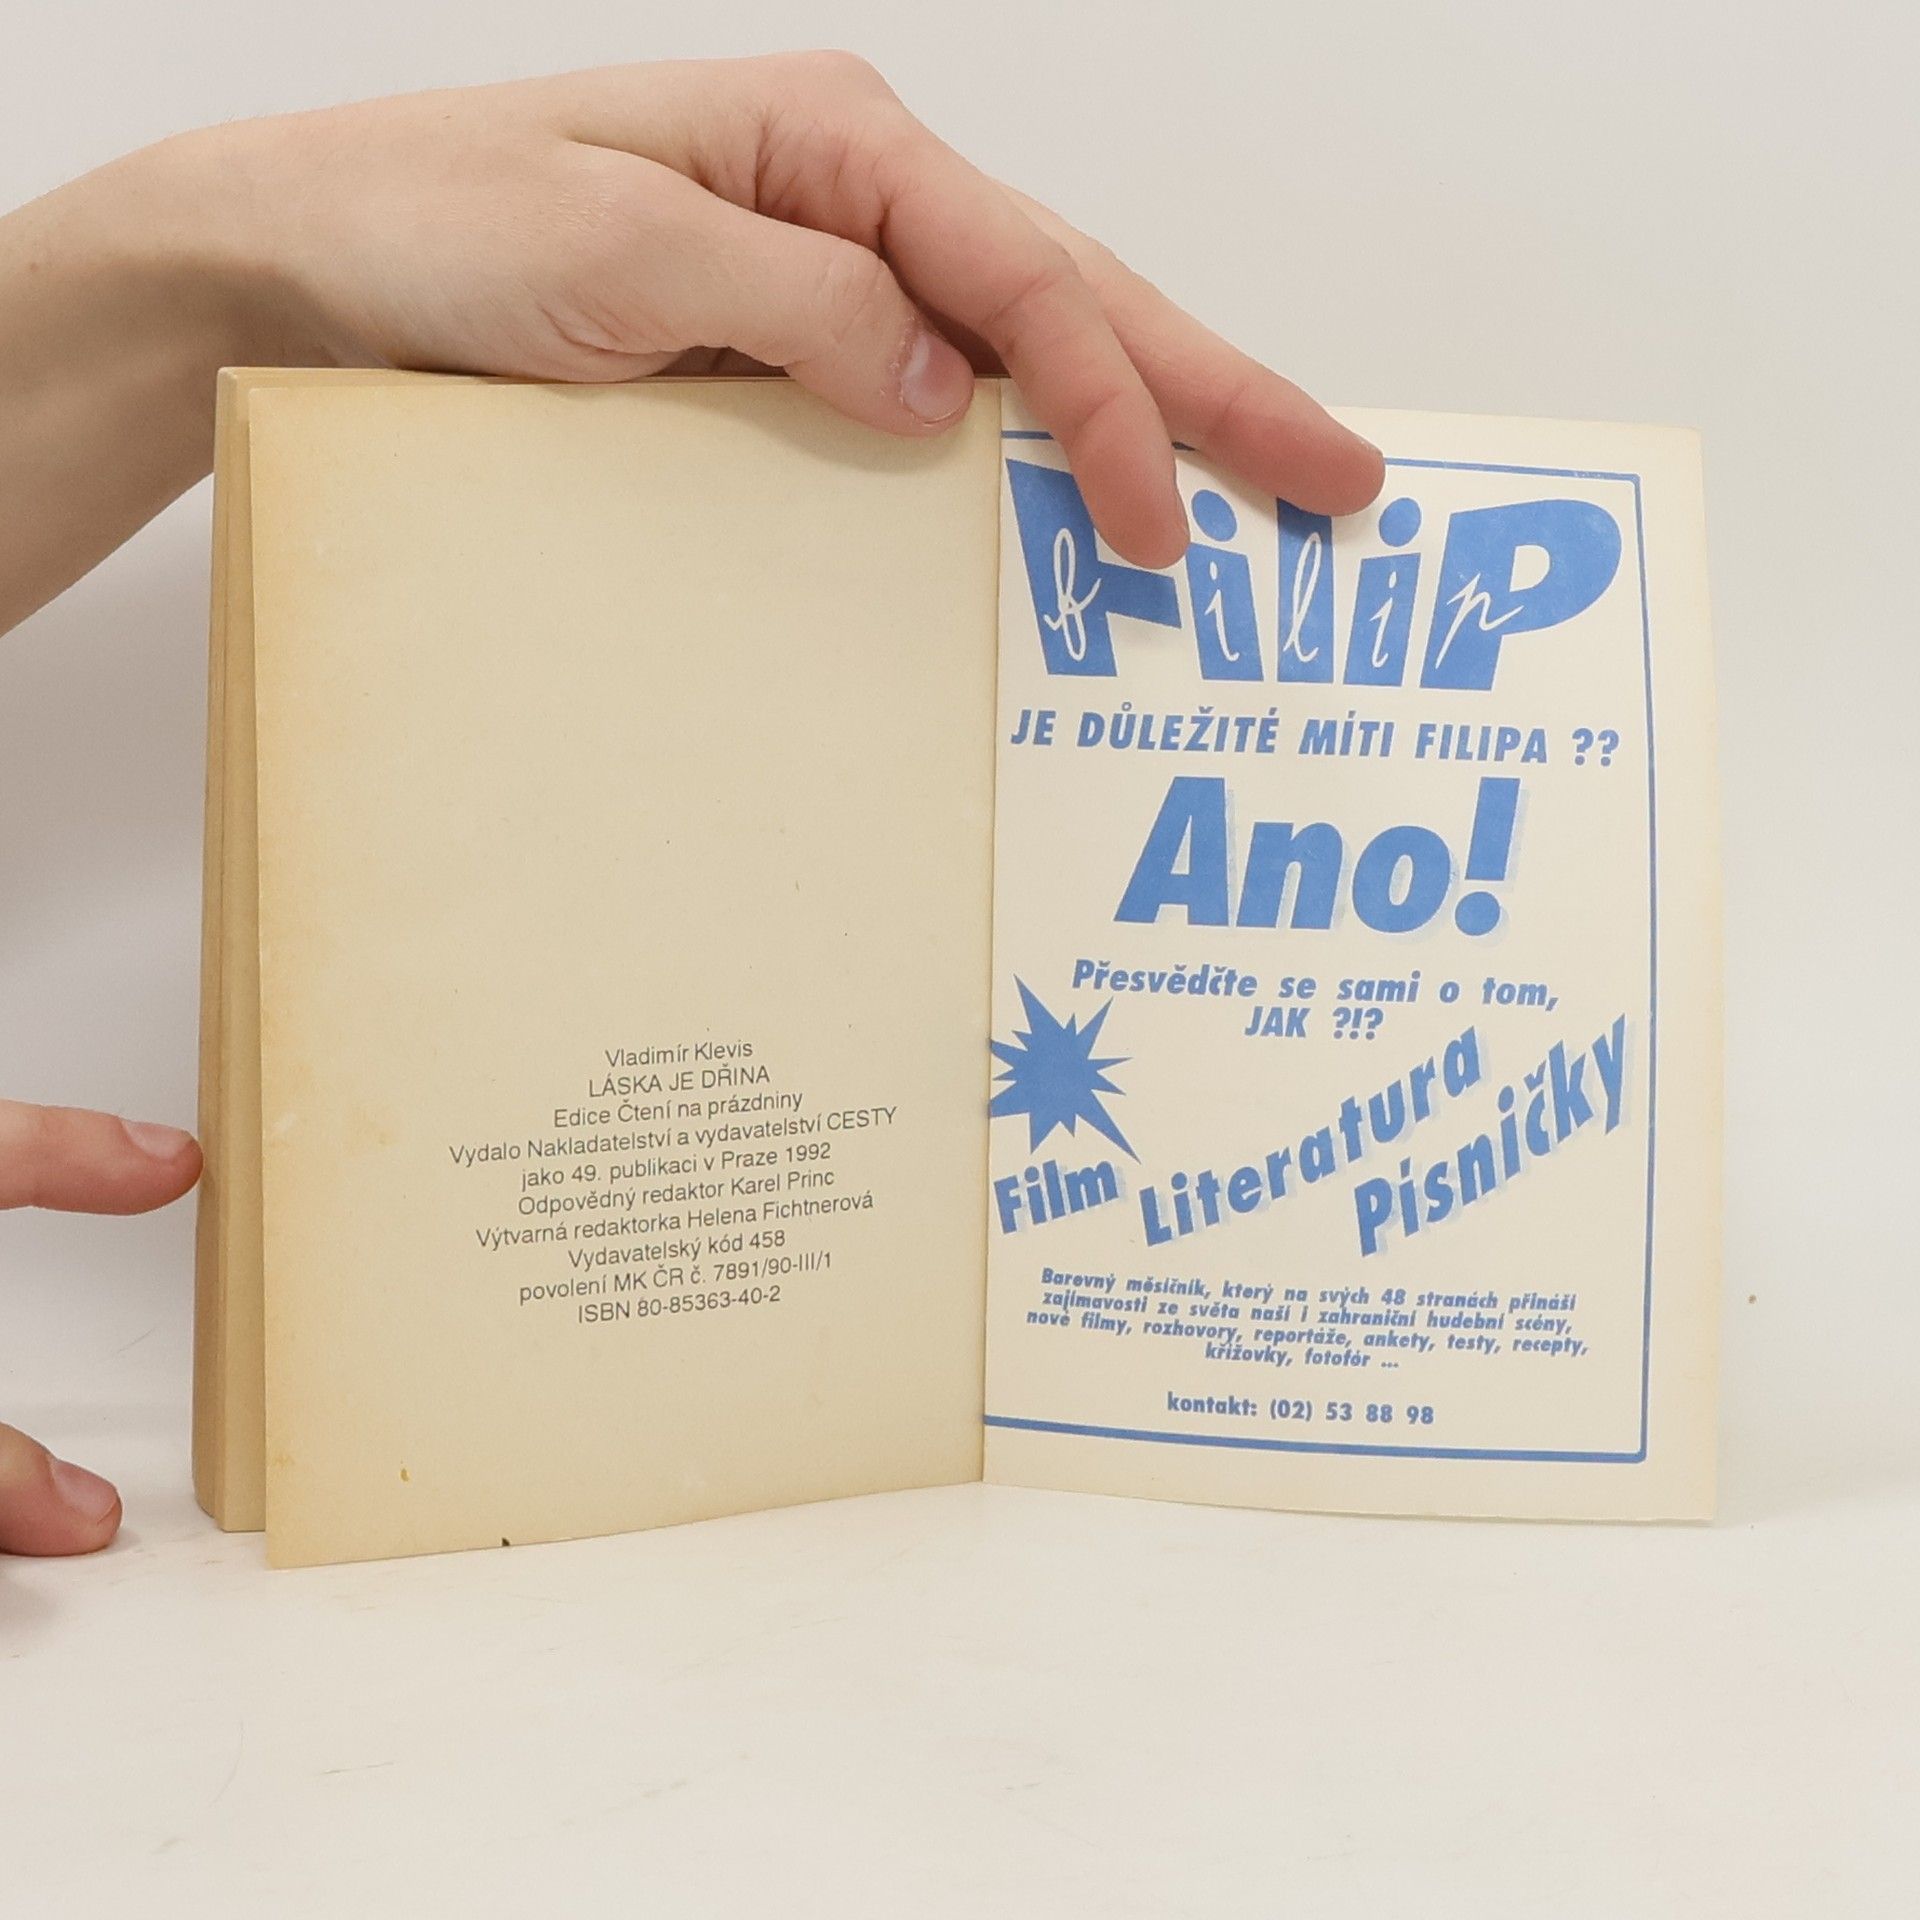 Vladimír Klevis
LÁSKA JE DŘINA
Edice Čtení na prázdniny
Vydalo Nakladatelství a vydavatelství CESTY
jako 49. publikaci v Praze 1992
Odpovědný redaktor Karel Princ
Výtvarná redaktorka Helena Fichtnerová
Vydavatelský kód 458
povolení MK ČR č. 7891/90-III/1
ISBN 80-85363-40-2
FiliP
filip
JE DŮLEŽITÉ MÍTI FILIPA ??
Ano!
Přesvědčte se sami o tom,
JAK ?!?
Film
Literatura
Písničky
Barevný měsíčník, který na svých 48 stranách přináší
zajímavosti ze světa naší i zahraniční hudební scény,
nové filmy, rozhovory, reportáže, ankety, testy, recepty,
křížovky, fotofór ...
kontakt: (02) 53 88 98